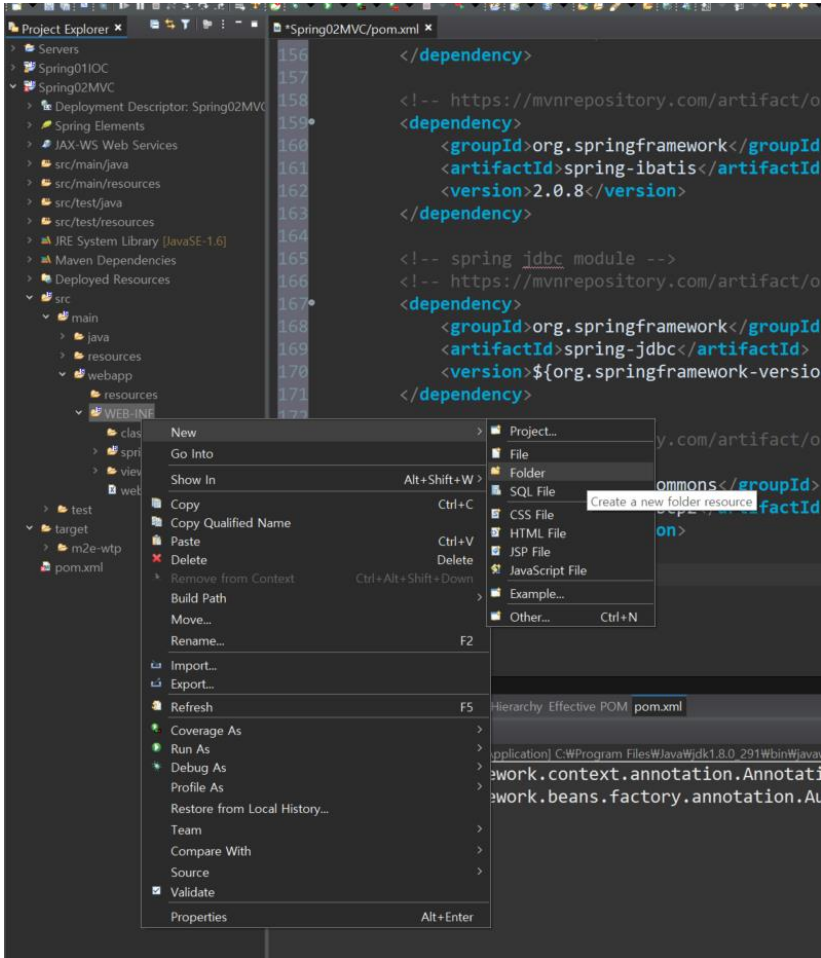 Project Explorer
Servers
Spring01IOC
Spring02MVC
Deployment Descriptor: Spring02MVC
Spring Elements
JAX-WS Web Services
src/main/java
src/main/resources
src/test/java
src/test/resources
JRE System Library [JavaSE-1.6]
Maven Dependencies
Deployed Resources
src
main
java
resources
webapp
resources
WEB-INF
clas
spri
view
web
test
target
m2e-wtp
pom.xml
*Spring02MVC/pom.xml
156 </dependency>
157
158 <!-- https://mvnrepository.com/artifact/o
159 <dependency>
160 <groupId>org.springframework</groupId
161 <artifactId>spring-ibatis</artifactId
162 <version>2.0.8</version>
163 </dependency>
164
165 <!-- spring jdbc module -->
166 <!-- https://mvnrepository.com/artifact/o
167 <dependency>
168 <groupId>org.springframework</groupId
169 <artifactId>spring-jdbc</artifactId>
170 <version>${org.springframework-versio
171 </dependency>
172
y.com/artifact/o
ommons</groupId>
artifactId
on>
New
Go Into
Show In Alt+Shift+W
Copy Ctrl+C
Copy Qualified Name
Paste Ctrl+V
Delete Delete
Remove from Context Ctrl+Alt+Shift+Down
Build Path
Move...
Rename... F2
Import...
Export...
Refresh F5
Coverage As
Run As
Debug As
Profile As
Restore from Local History...
Team
Compare With
Source
Validate
Properties Alt+Enter
Project...
File
Folder
SQL File
CSS File
HTML File
JSP File
JavaScript File
Example...
Other... Ctrl+N
Create a new folder resource
Hierarchy Effective POM pom.xml
pplication] C:₩Program Files₩Java₩jdk1.8.0_291₩bin₩javaw
ework.context.annotation.Annotati
ework.beans.factory.annotation.Au